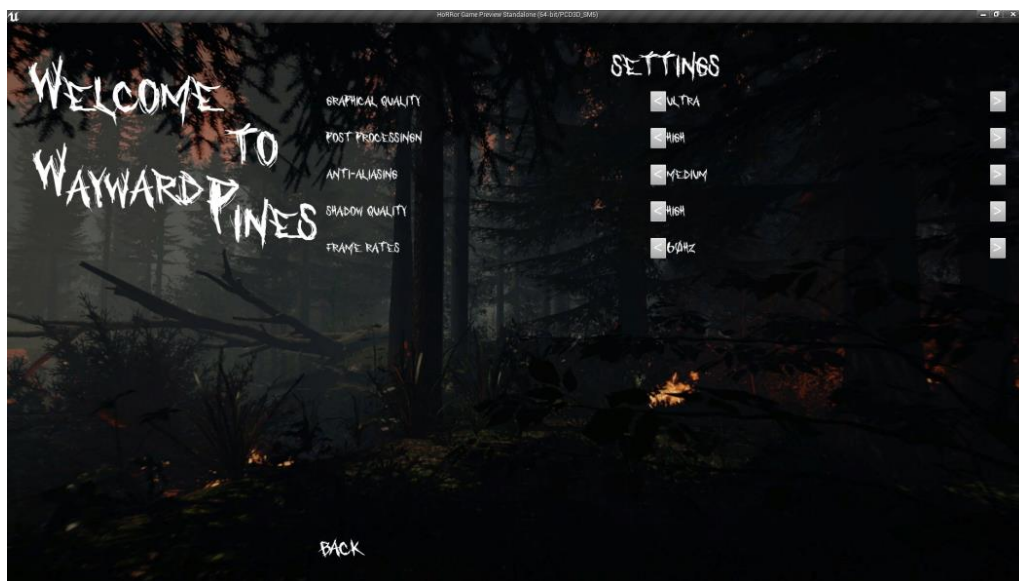 HoRRor Game Preview Standalone (64-bit/PCD3D_SM5)
WELCOME
TO
WAYWARD PINES
SETTINGS
GRAPHICAL QUALITY < ULTRA >
POST PROCESSINGN < HIGH >
ANTI-ALIASING < MEDIUM >
SHADOW QUALITY < HIGH >
FRAME RATES < 60HZ >
BACK